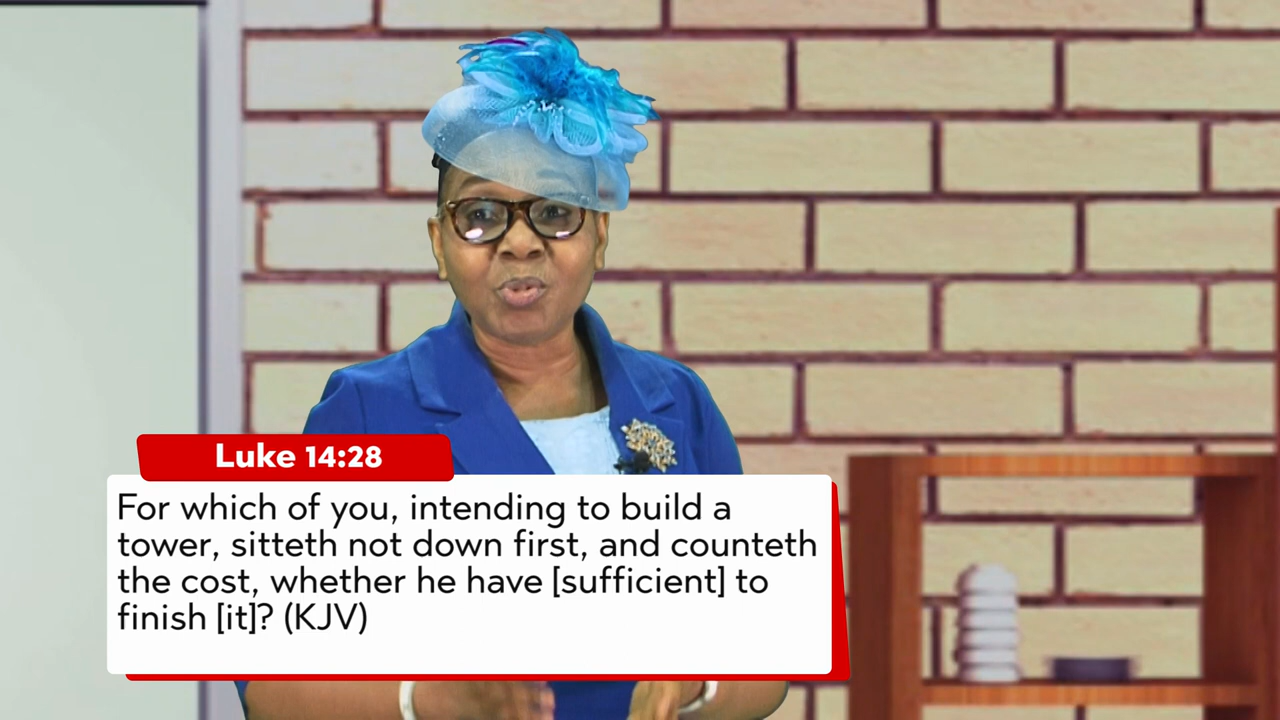 Luke 14:28
For which of you, intending to build a
tower, sitteth not down first, and counteth
the cost, whether he have [sufficient] to
finish [it]? (KJV)